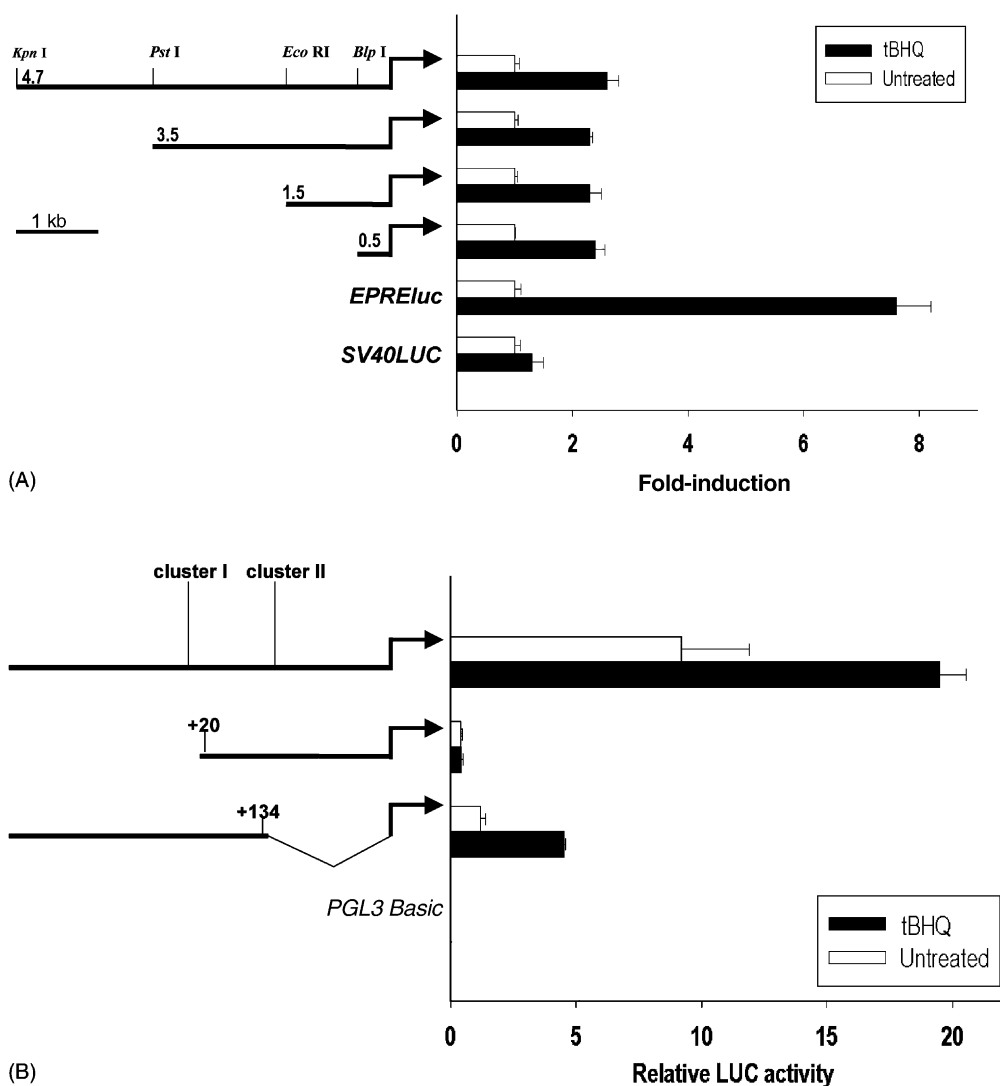 Kpn I Pst I Eco RI Blp I
4.7
3.5
1.5
1 kb
0.5
EPREluc
SV40LUC
tBHQ
Untreated
0 2 4 6 8
Fold-induction
(A)
cluster I cluster II
+20
+134
PGL3 Basic
tBHQ
Untreated
0 5 10 15 20
Relative LUC activity
(B)